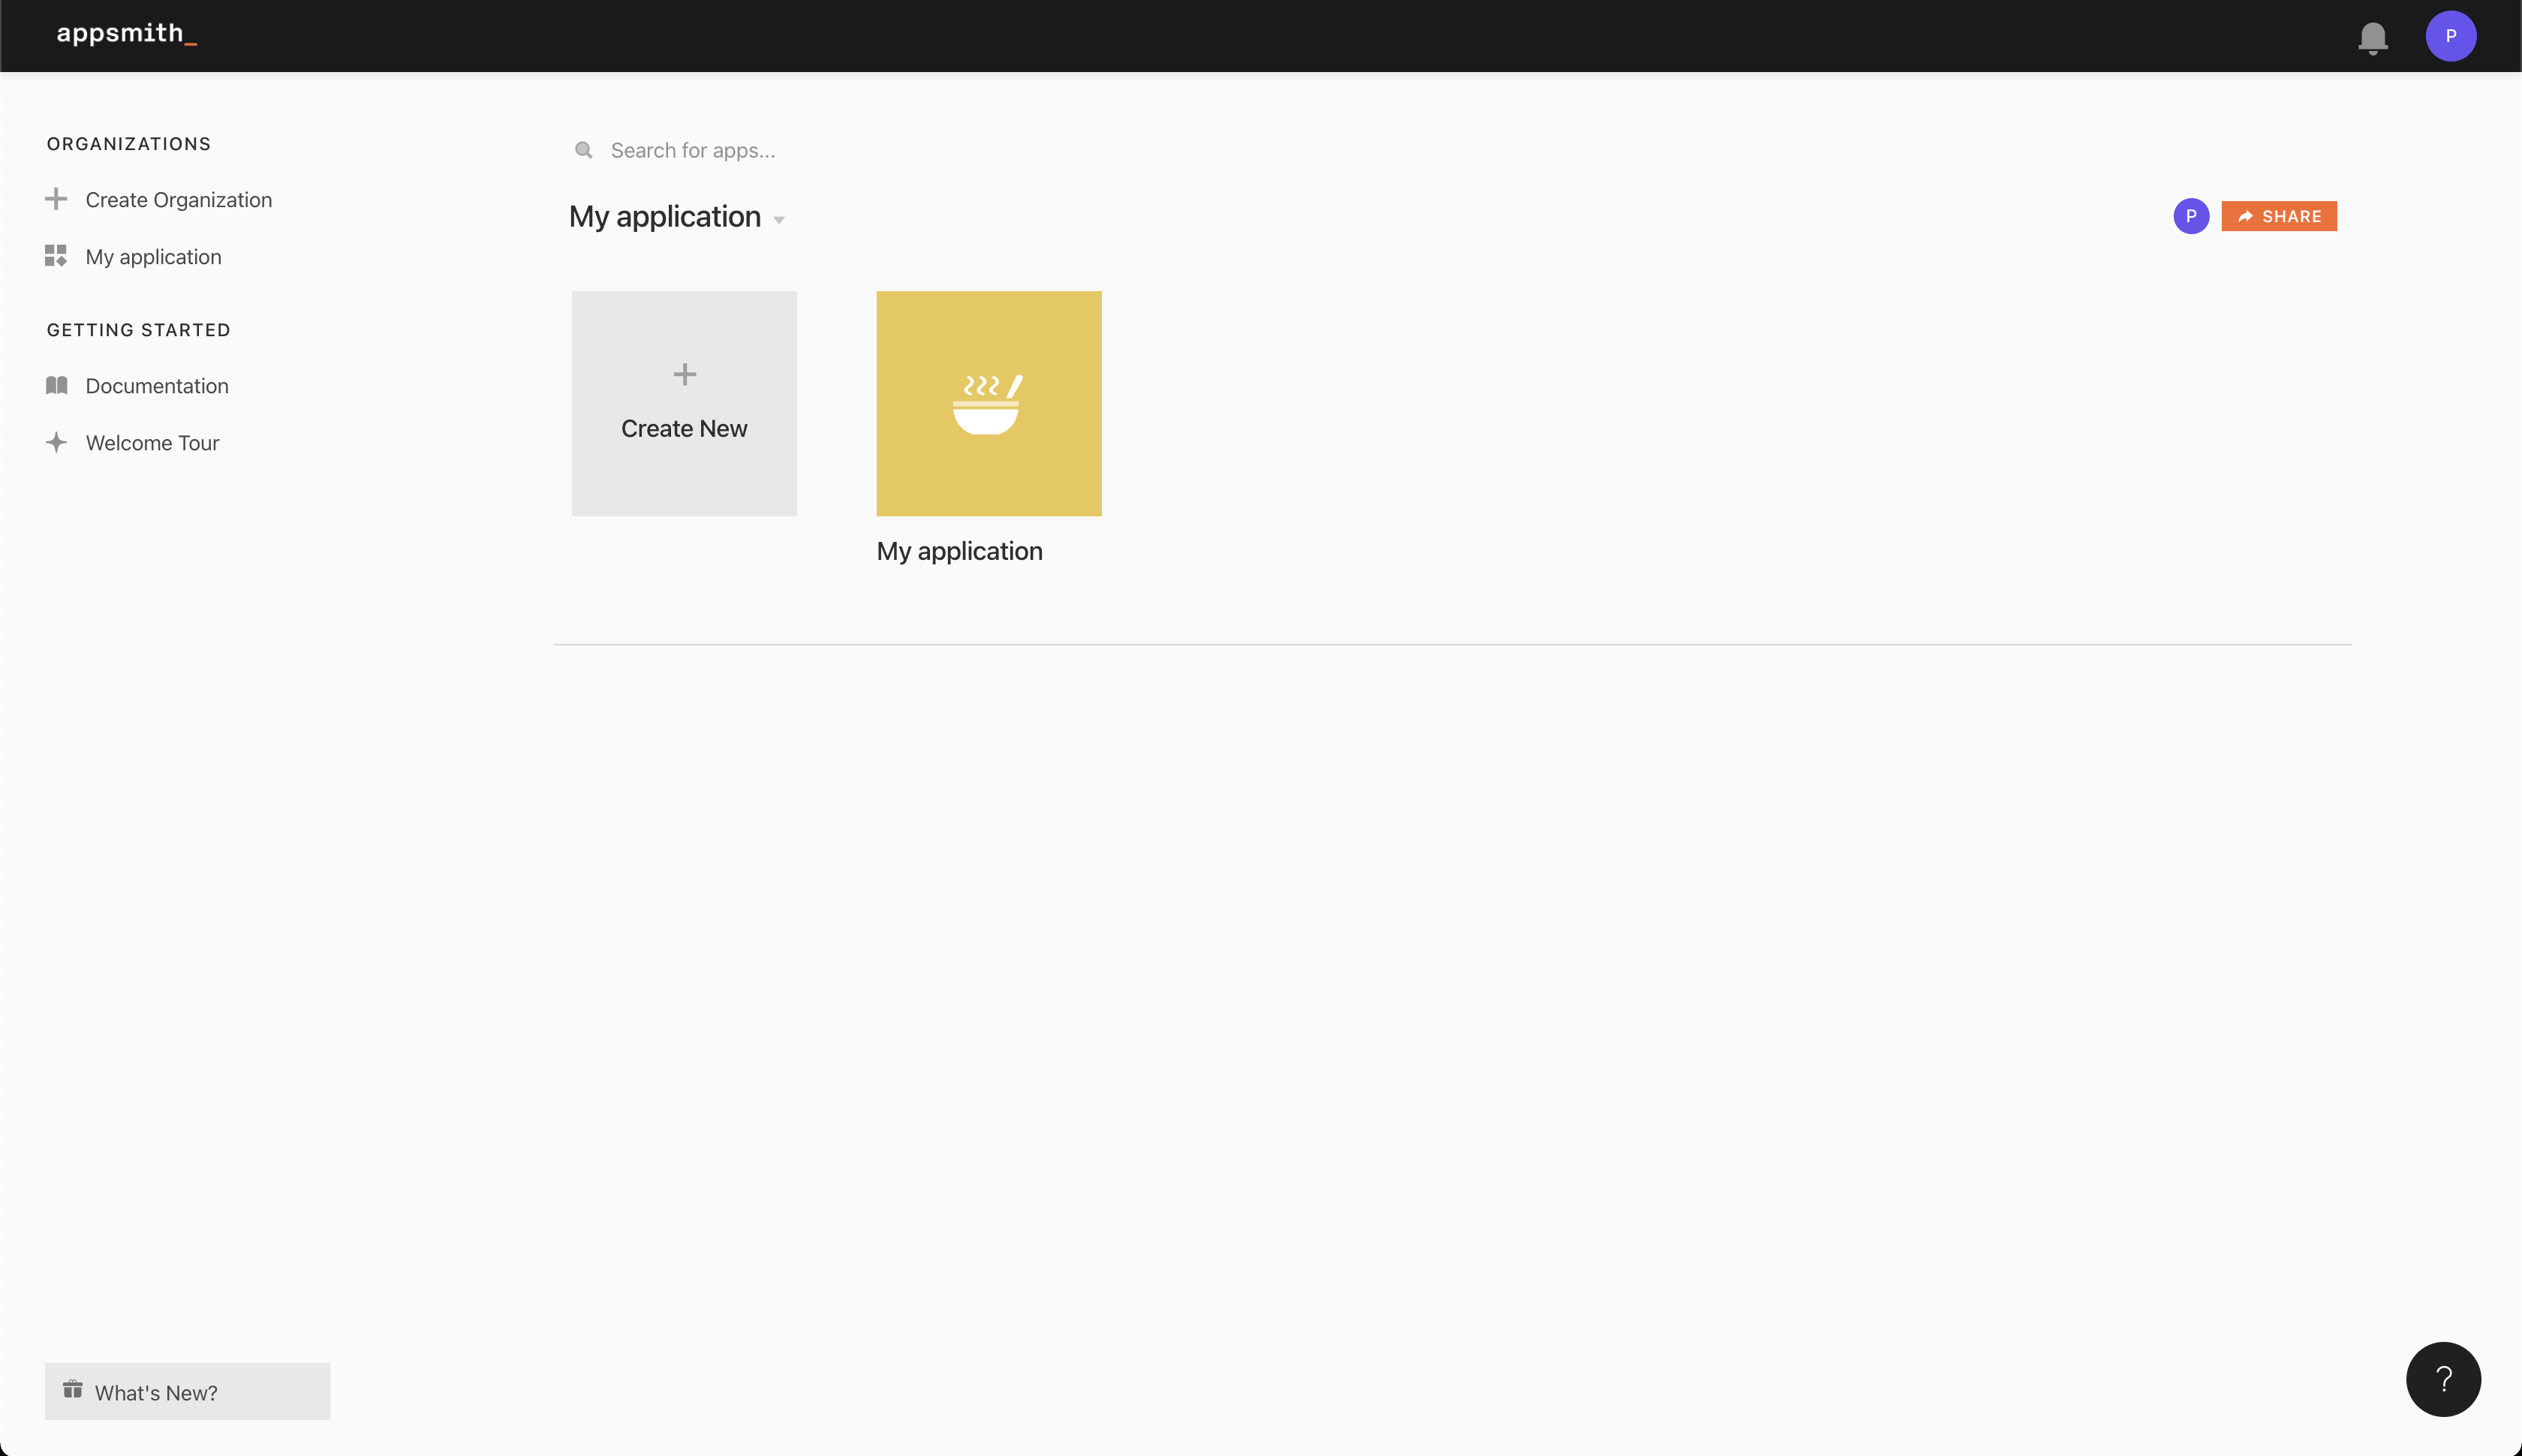 appsmith_
P
ORGANIZATIONS
Create Organization
My application
GETTING STARTED
Documentation
Welcome Tour
Search for apps...
My application
P
SHARE
Create New
My application
What's New?
?